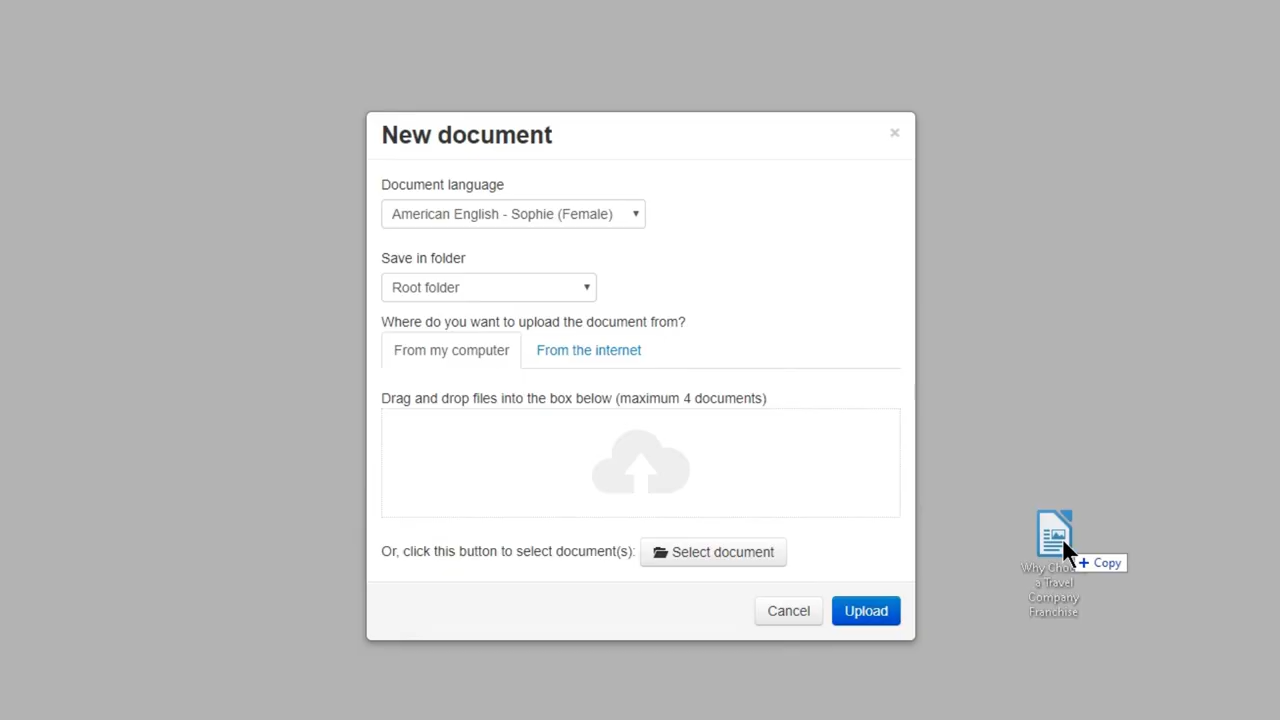 New document
×
Document language
American English - Sophie (Female)
Save in folder
Root folder
Where do you want to upload the document from?
From my computer From the internet
Drag and drop files into the box below (maximum 4 documents)
Or, click this button to select document(s): Select document
Cancel Upload
+ Copy
Why
a Travel
Company
Franchise